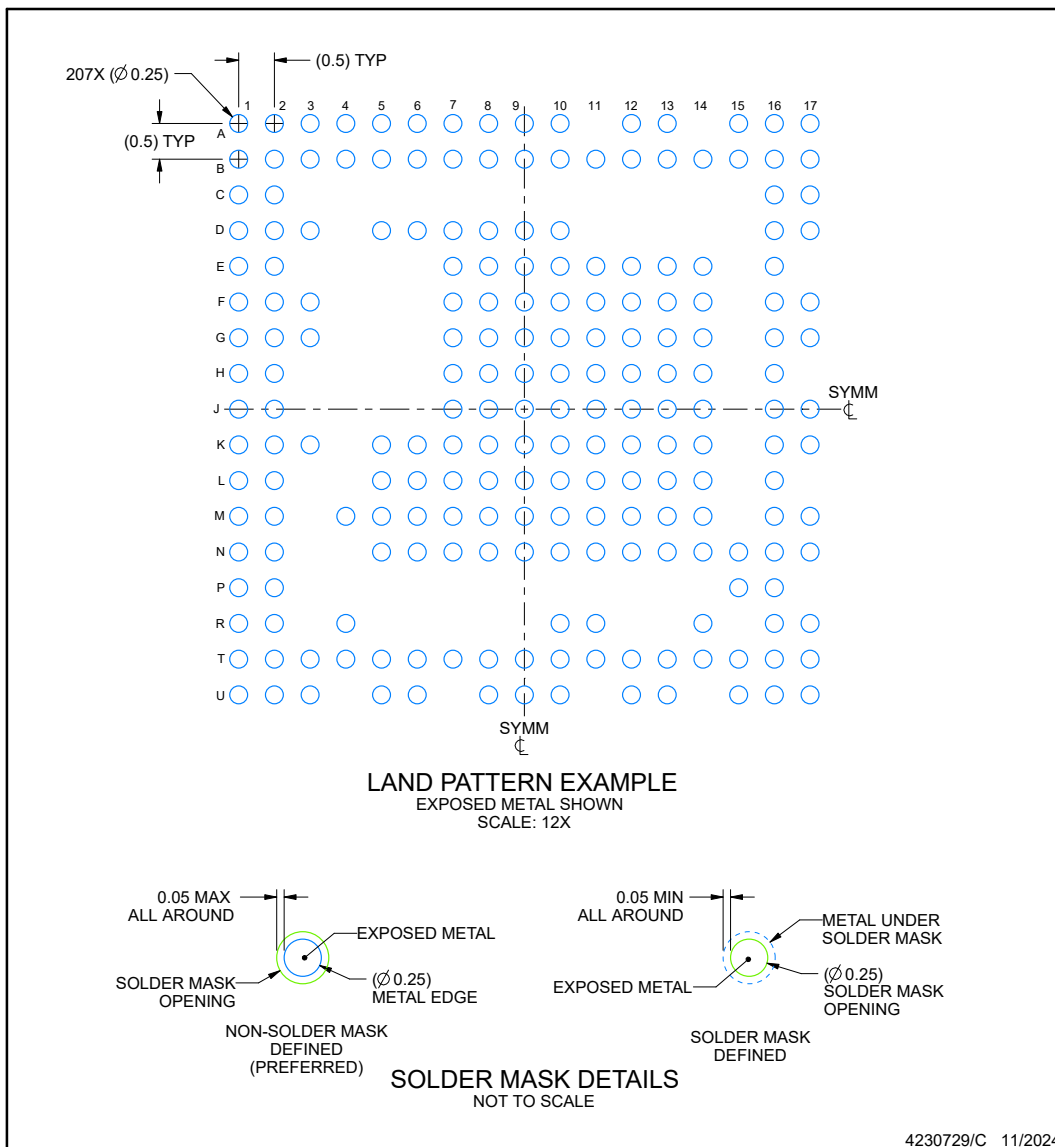 (0.5) TYP
207X (Ø 0.25)
1 2 3 4 5 6 7 8 9 10 11 12 13 14 15 16 17
A
(0.5) TYP
B
C
D
E
F
G
H
SYMM
J
℄
K
L
M
N
P
R
T
U
SYMM
℄
LAND PATTERN EXAMPLE
EXPOSED METAL SHOWN
SCALE: 12X
0.05 MAX
ALL AROUND
EXPOSED METAL
SOLDER MASK
OPENING
(Ø 0.25)
METAL EDGE
NON-SOLDER MASK
DEFINED
(PREFERRED)
0.05 MIN
ALL AROUND
METAL UNDER
SOLDER MASK
EXPOSED METAL
(Ø 0.25)
SOLDER MASK
OPENING
SOLDER MASK
DEFINED
SOLDER MASK DETAILS
NOT TO SCALE
4230729/C 11/2024